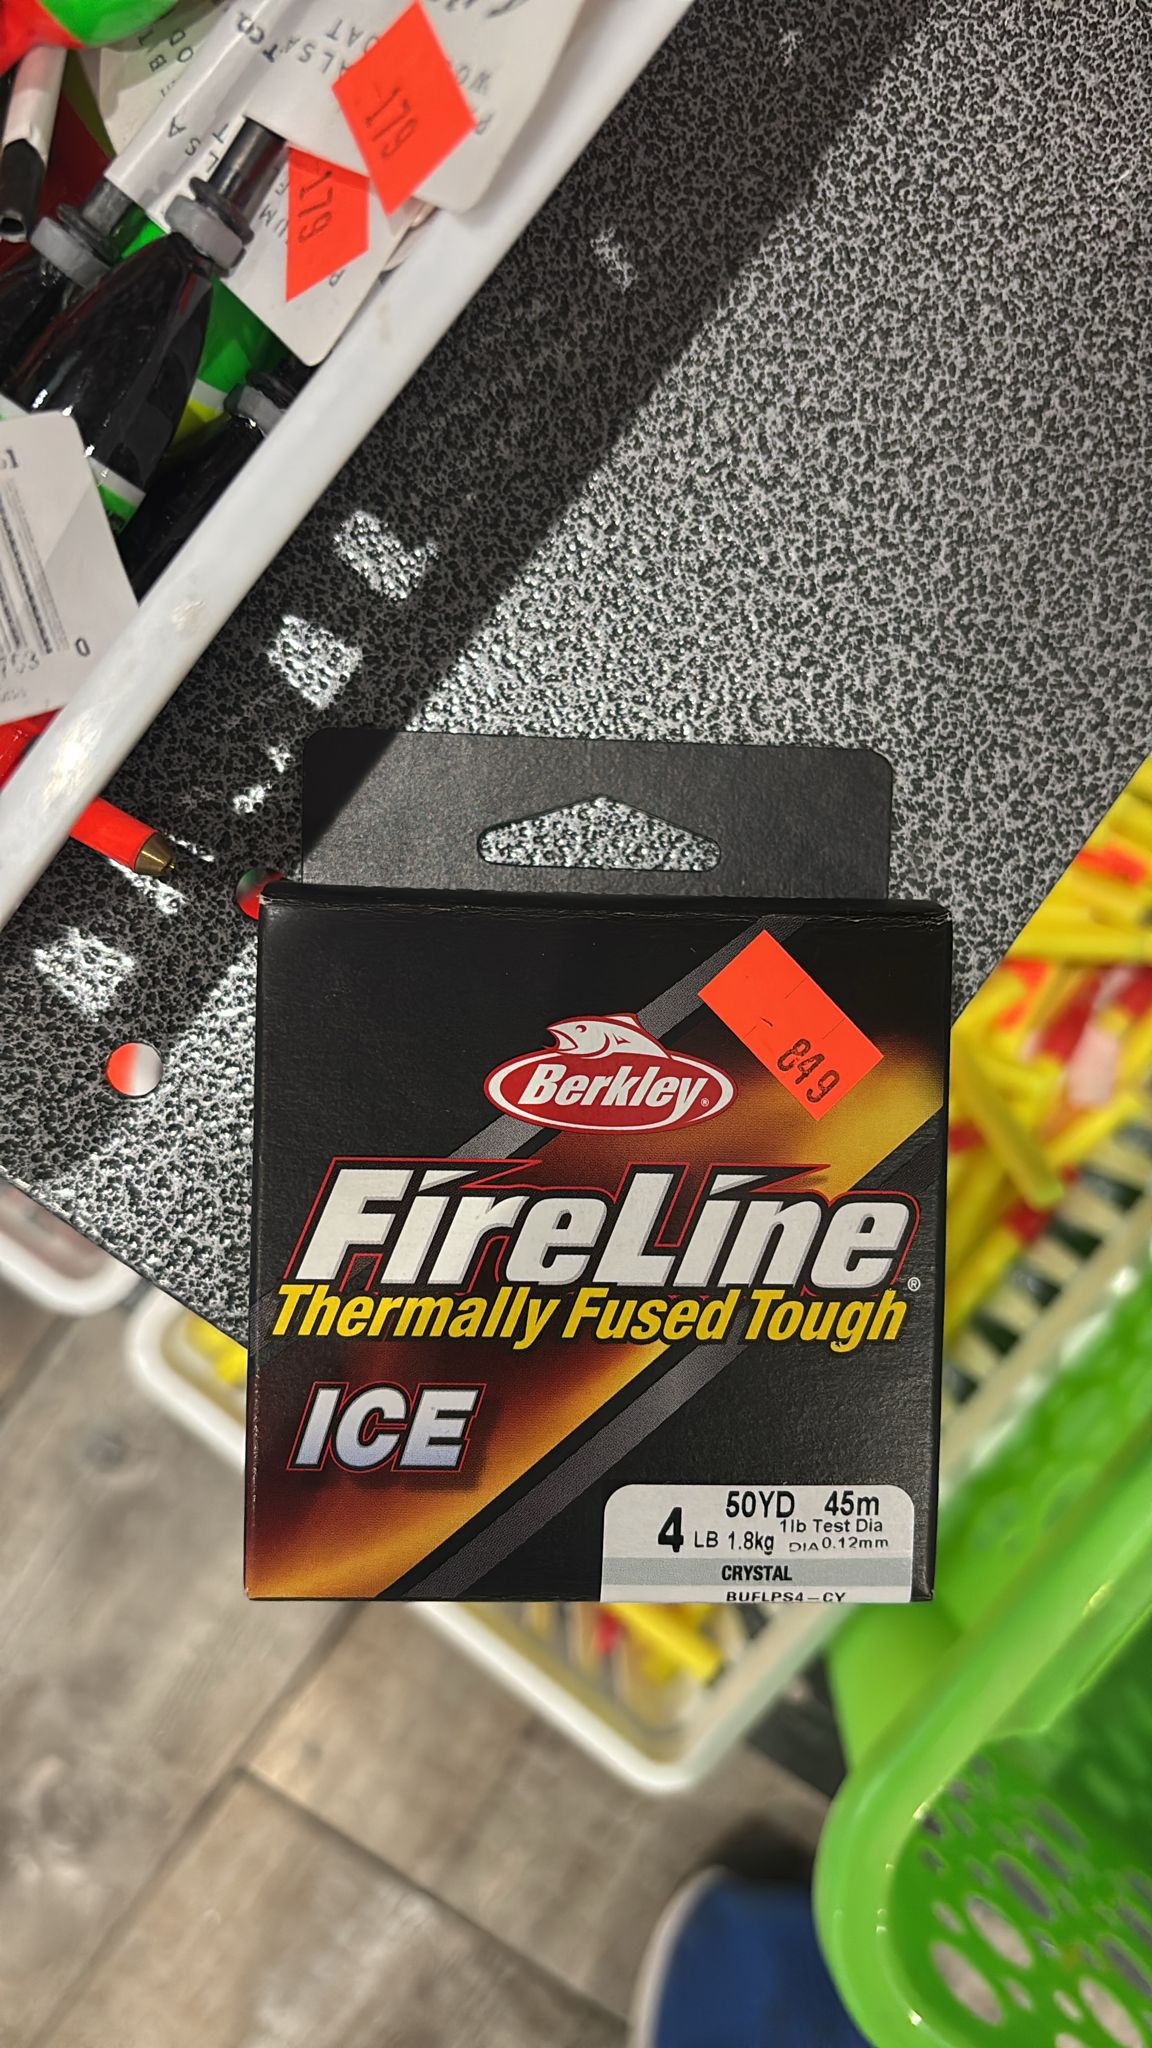 179
179
849
Berkley®
FireLine®
Thermally Fused Tough
ICE
50YD 45m
4 LB 1.8kg 1lb Test Dia
DIA 0.12mm
CRYSTAL
BUFLPS4-CY